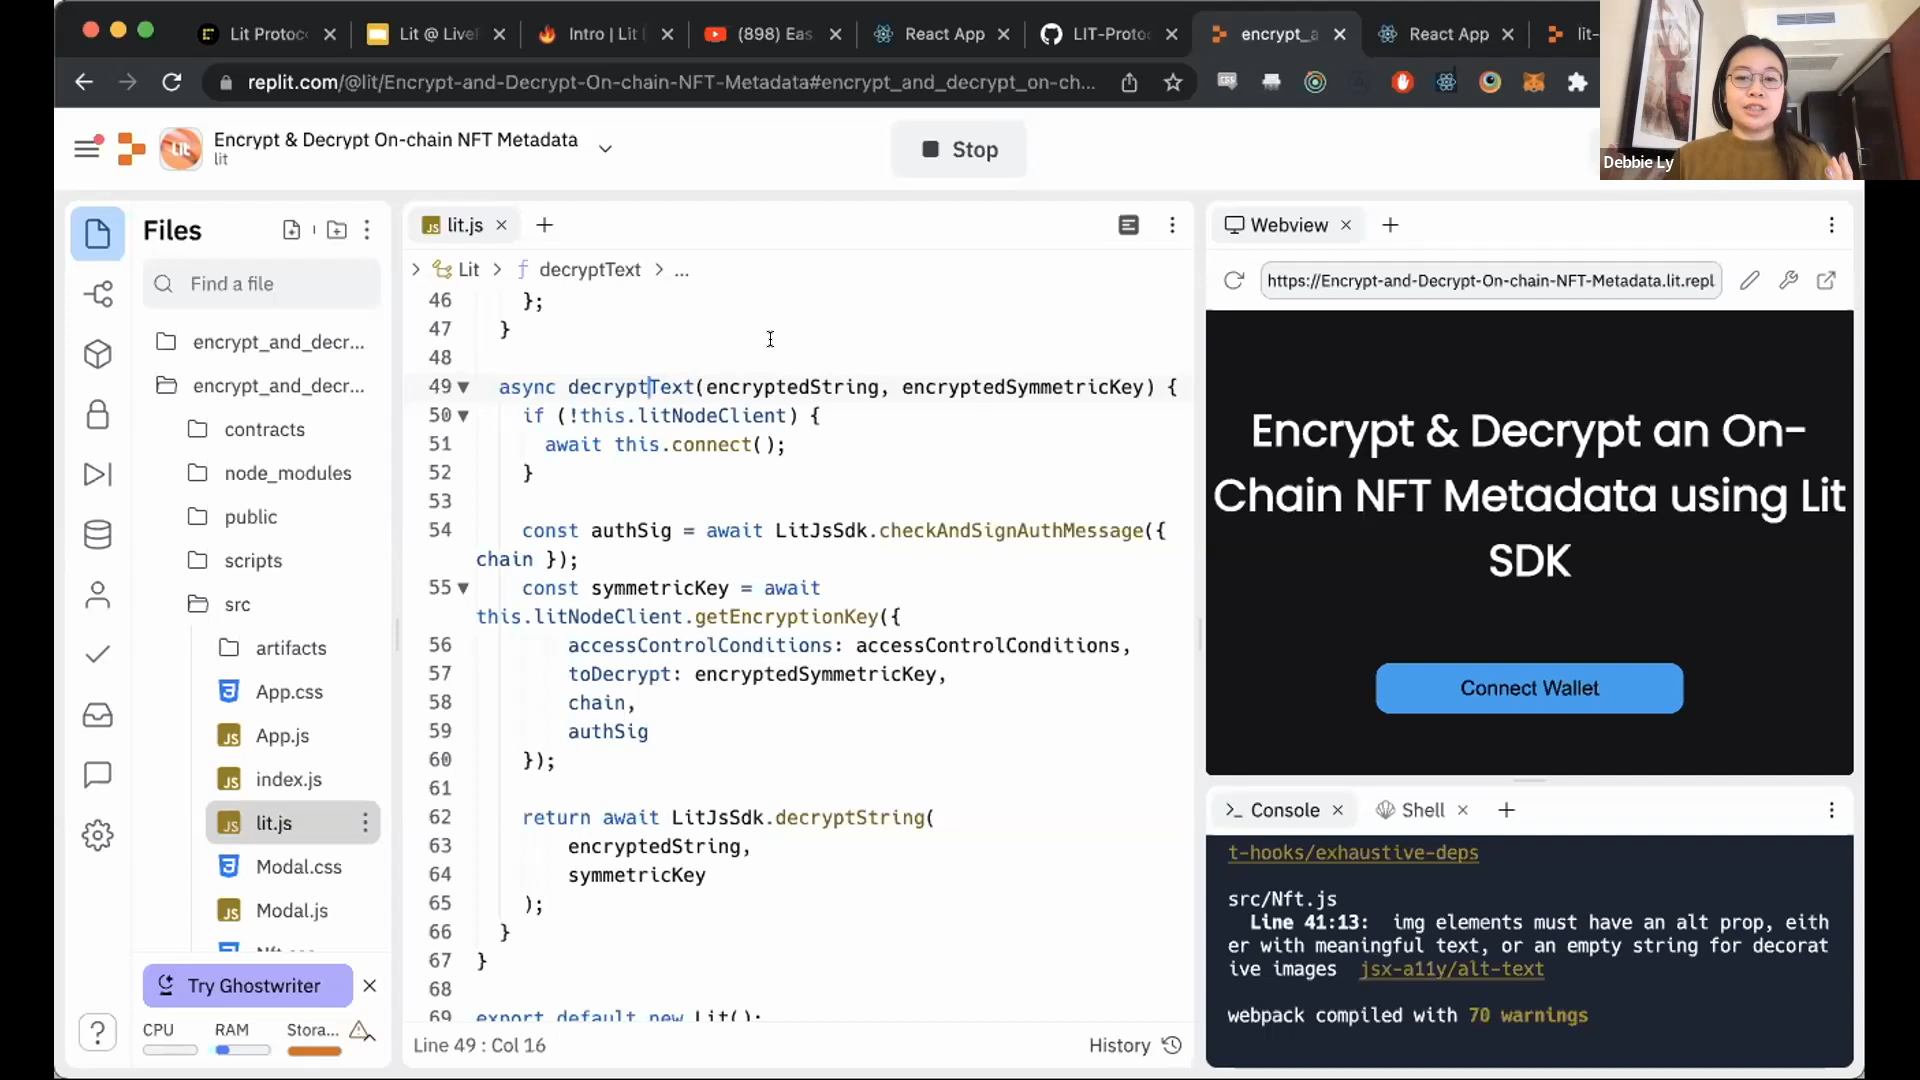 Lit Protoc
Lit @ LiveP
Intro | Lit
(898) Eas
React App
LIT-Proto
encrypt_a
React App
lit-
replit.com/@lit/Encrypt-and-Decrypt-On-chain-NFT-Metadata#encrypt_and_decrypt_on-ch...
Debbie Ly
Encrypt & Decrypt On-chain NFT Metadata
lit
Lit
Stop
Files
Find a file
encrypt_and_decr...
encrypt_and_decr...
contracts
node_modules
public
scripts
src
artifacts
App.css
App.js
index.js
lit.js
Modal.css
Modal.js
Try Ghostwriter
CPU RAM Stora...
lit.js
Lit > decryptText > ...
46 };
47 }
48
49 async decryptText(encryptedString, encryptedSymmetricKey) {
50 if (!this.litNodeClient) {
51 await this.connect();
52 }
53
54 const authSig = await LitJsSdk.checkAndSignAuthMessage({
chain });
55 const symmetricKey = await
this.litNodeClient.getEncryptionKey({
56 accessControlConditions: accessControlConditions,
57 toDecrypt: encryptedSymmetricKey,
58 chain,
59 authSig
60 });
61
62 return await LitJsSdk.decryptString(
63 encryptedString,
64 symmetricKey
65 );
66 }
67 }
68
69 export default new Lit();
Line 49 : Col 16
History
Webview
https://Encrypt-and-Decrypt-On-chain-NFT-Metadata.lit.repl
Encrypt & Decrypt an On-
Chain NFT Metadata using Lit
SDK
Connect Wallet
Console
Shell
t-hooks/exhaustive-deps
src/Nft.js
Line 41:13: img elements must have an alt prop, eith
er with meaningful text, or an empty string for decorat
ive images jsx-a11y/alt-text
webpack compiled with 70 warnings